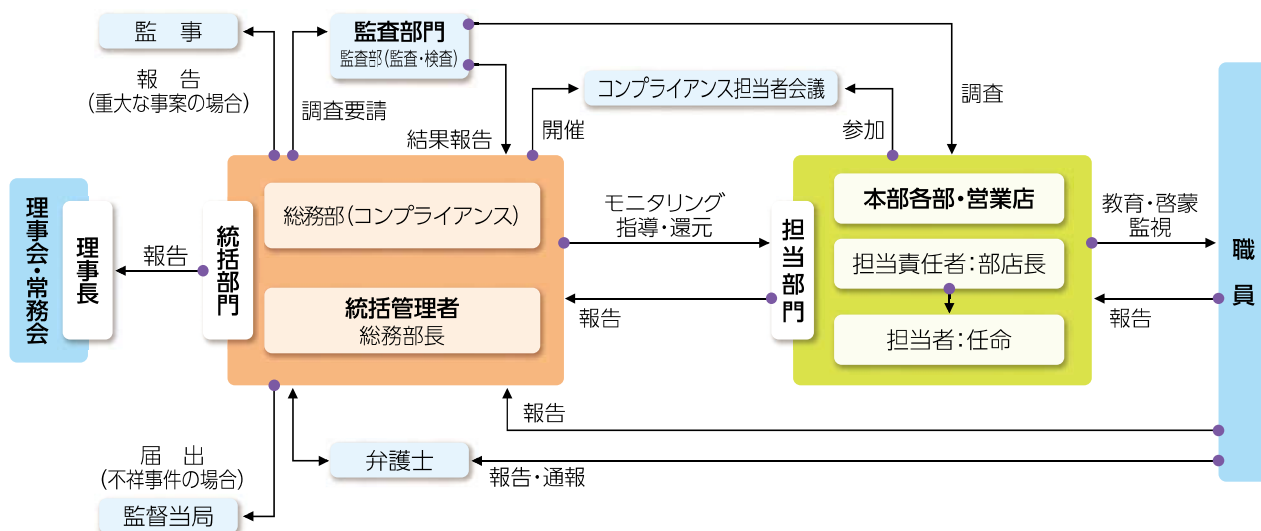 監事
報告
(重大な事案の場合)
監査部門
監査部(監査・検査)
調査要請
結果報告
コンプライアンス担当者会議
開催
参加
調査
理事会・常務会
理事長
報告
統括部門
総務部(コンプライアンス)
統括管理者
総務部長
モニタリング
指導・還元
報告
担当部門
本部各部・営業店
担当責任者:部店長
担当者:任命
教育・啓蒙
監視
報告
職員
報告
届出
(不祥事件の場合)
監督当局
弁護士
報告・通報